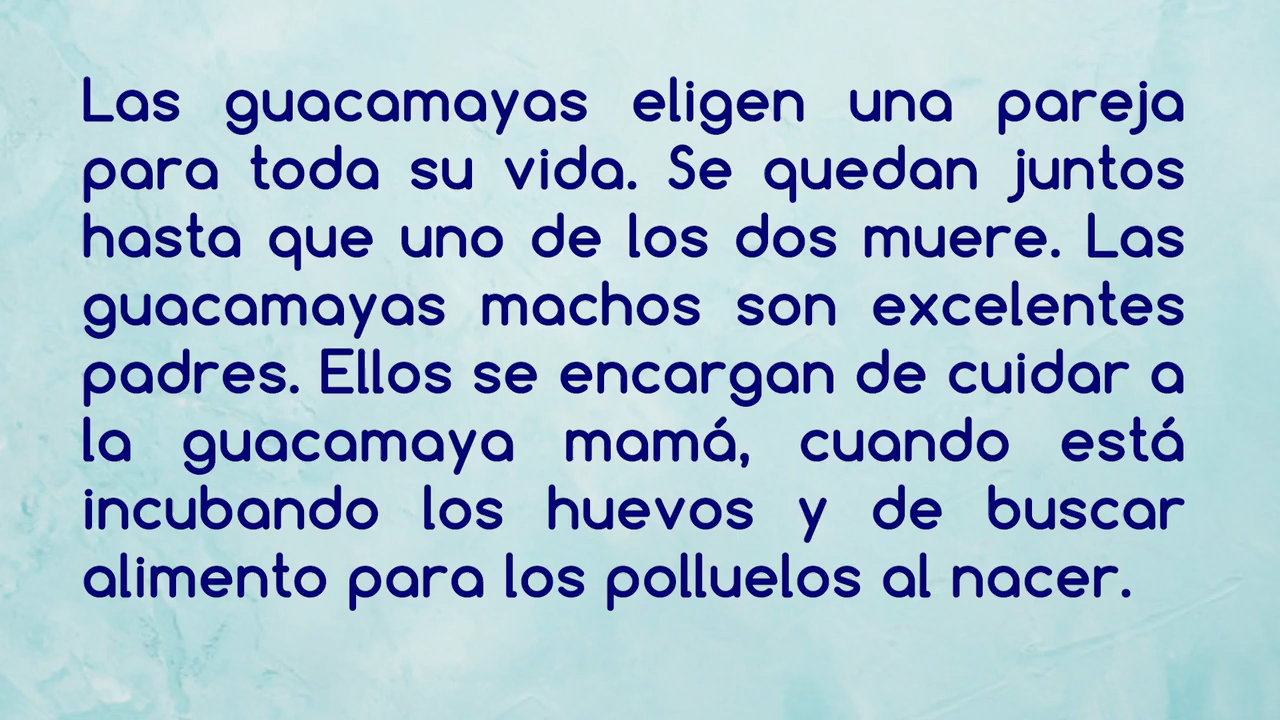 Las guacamayas eligen una pareja
para toda su vida. Se quedan juntos
hasta que uno de los dos muere. Las
guacamayas machos son excelentes
padres. Ellos se encargan de cuidar a
la guacamaya mamá, cuando está
incubando los huevos y de buscar
alimento para los polluelos al nacer.